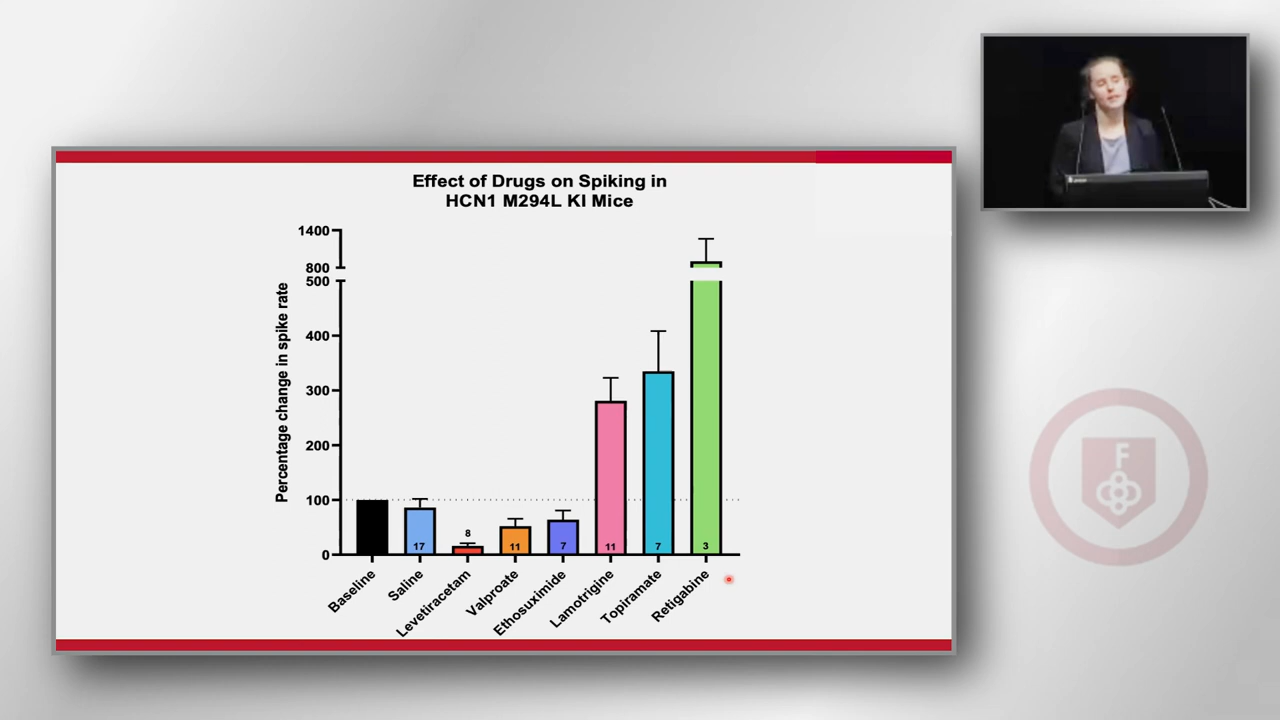 Effect of Drugs on Spiking in
HCN1 M294L KI Mice
Percentage change in spike rate
1400
800
500
400
300
200
100
0
17
8
11
7
11
7
3
Baseline
Saline
Levetiracetam
Valproate
Ethosuximide
Lamotrigine
Topiramate
Retigabine
F